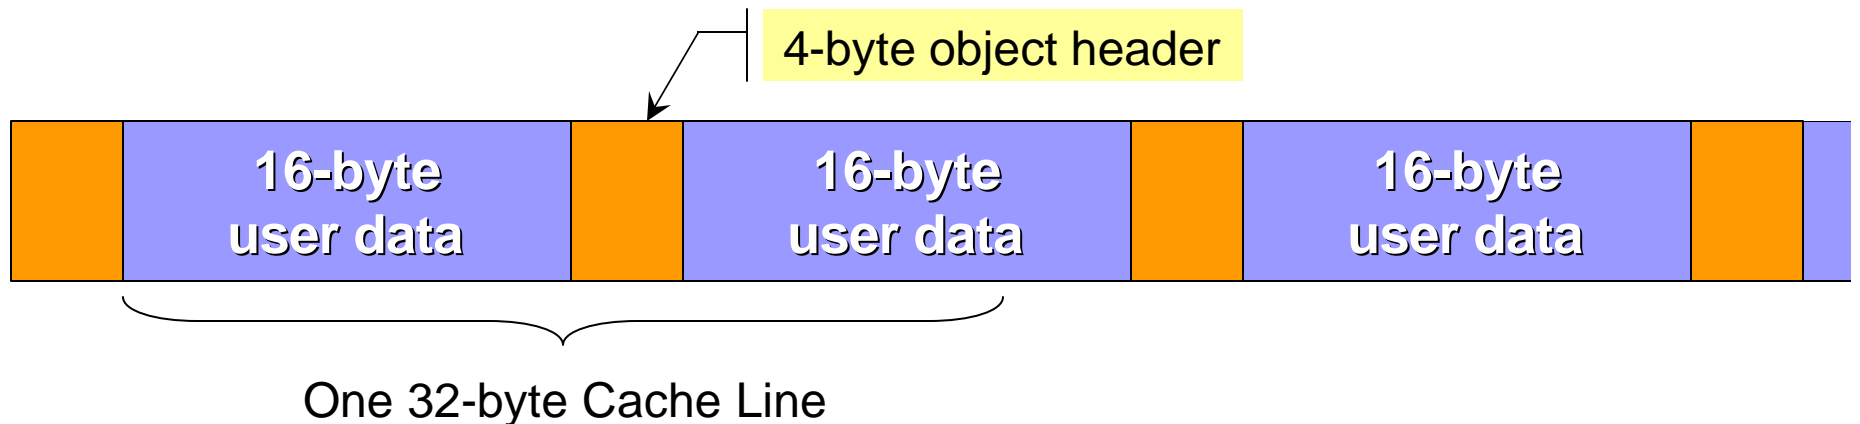 4-byte object header
16-byte
user data
16-byte
user data
16-byte
user data
One 32-byte Cache Line